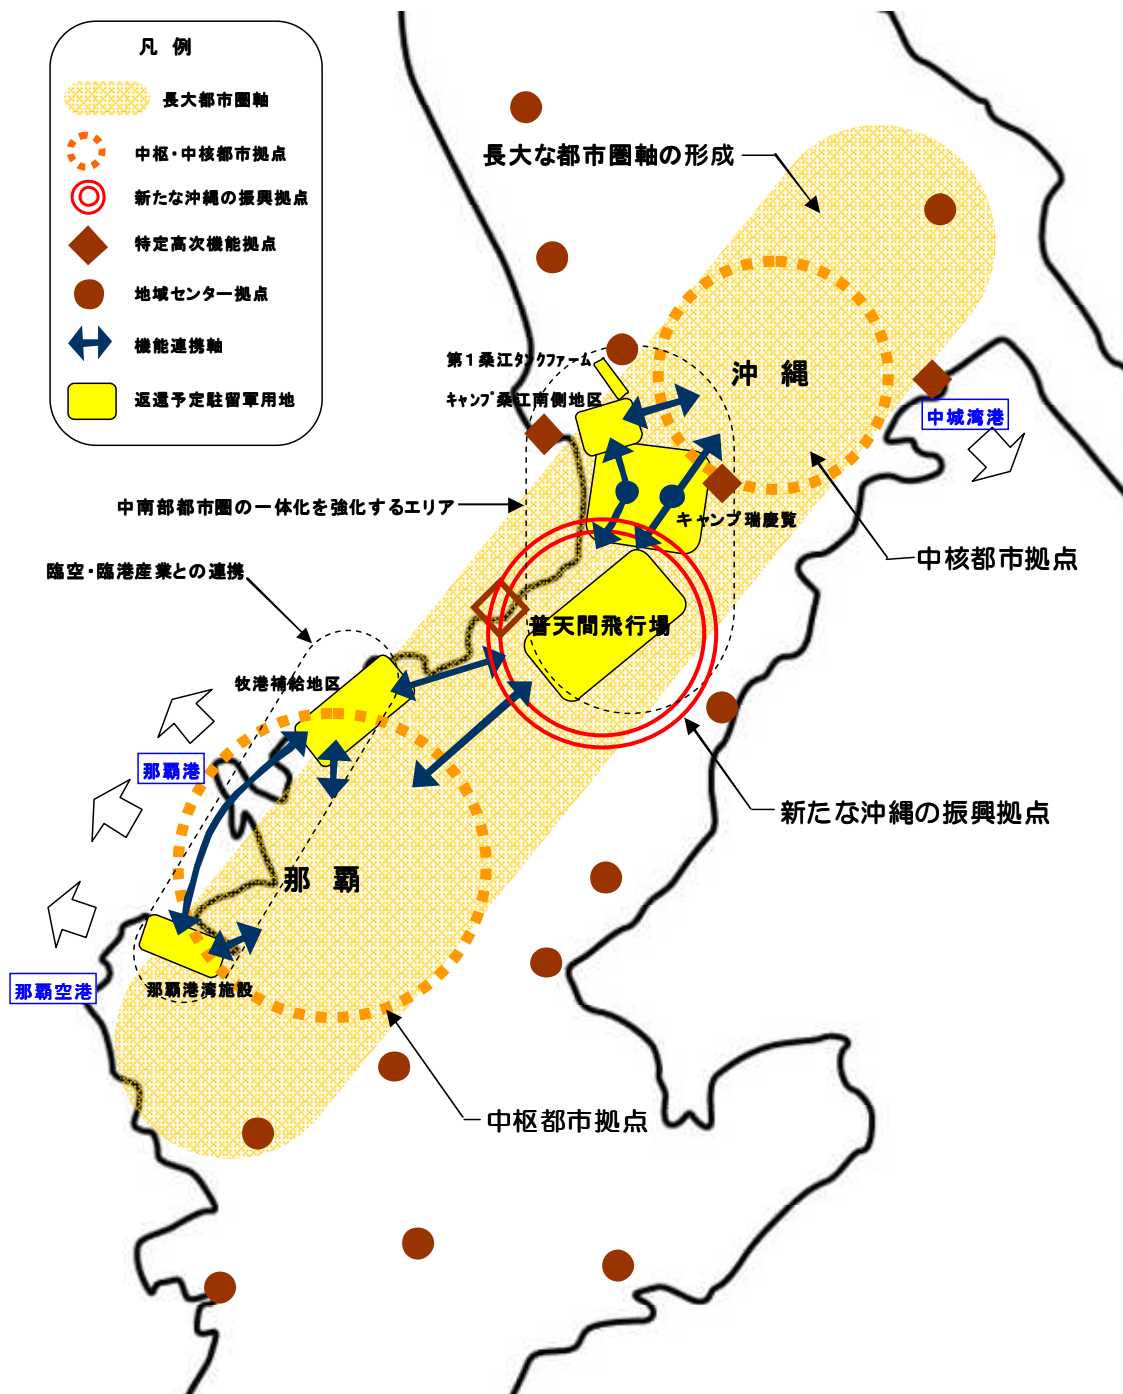 凡 例
長大都市圏軸
中枢・中核都市拠点
新たな沖縄の振興拠点
特定高次機能拠点
地域センター拠点
機能連携軸
返還予定駐留軍用地
長大な都市圏軸の形成
第1桑江タンクファーム
沖 縄
キャンプ桑江南側地区
中城湾港
中南部都市圏の一体化を強化するエリア
キャンプ瑞慶覧
中核都市拠点
臨空・臨港産業との連携
普天間飛行場
牧港補給地区
那覇港
新たな沖縄の振興拠点
那 覇
那覇空港
那覇港湾施設
中枢都市拠点